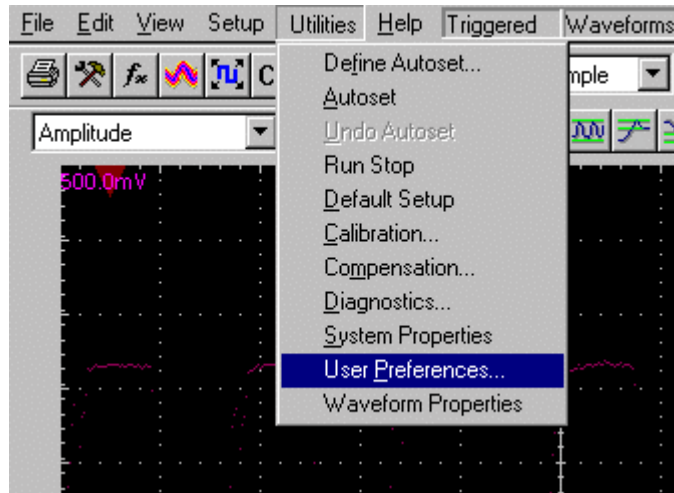 File Edit View Setup Utilities Help Triggered Waveforms
fx C
Define Autoset...
mple
Autoset
Amplitude
Undo Autoset
Run Stop
500.0mV
Default Setup
Calibration...
Compensation...
Diagnostics...
System Properties
User Preferences...
Waveform Properties